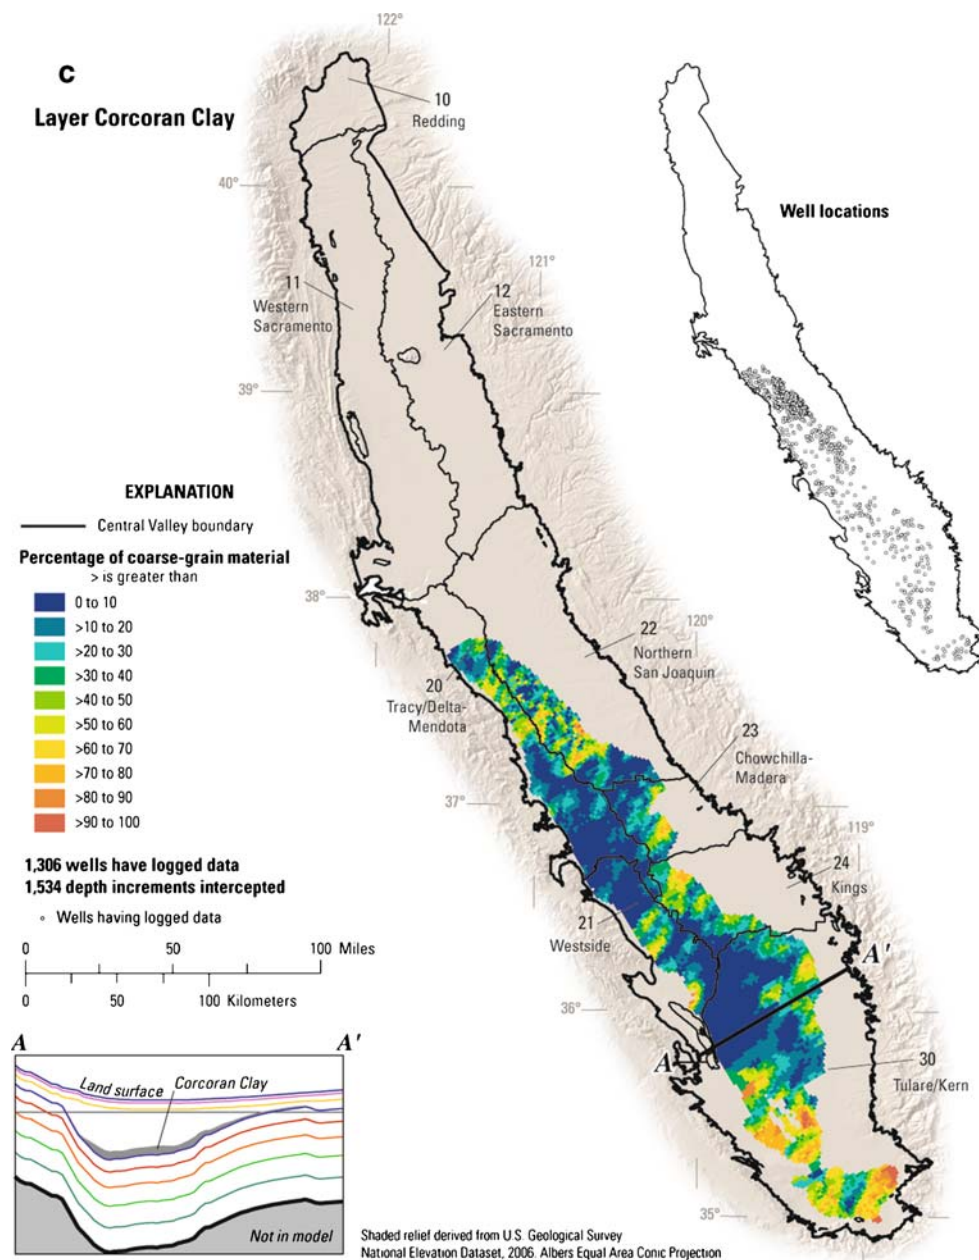 C
Layer Corcoran Clay
122°
10
Redding
40°
Well locations
121°
11
Western
Sacramento
12
Eastern
Sacramento
39°
EXPLANATION
Central Valley boundary
Percentage of coarse-grain material
> is greater than
0 to 10
>10 to 20
>20 to 30
>30 to 40
>40 to 50
>50 to 60
>60 to 70
>70 to 80
>80 to 90
>90 to 100
38°
120°
22
Northern
San Joaquin
20
Tracy/Delta-
Mendota
23
Chowchilla-
Madera
37°
119°
1,306 wells have logged data
1,534 depth increments intercepted
Wells having logged data
24
Kings
21
Westside
0 50 100 Miles
0 50 100 Kilometers
A'
36°
A
30
Tulare/Kern
A A'
Land surface
Corcoran Clay
Not in model
35°
Shaded relief derived from U.S. Geological Survey
National Elevation Dataset, 2006. Albers Equal Area Conic Projection